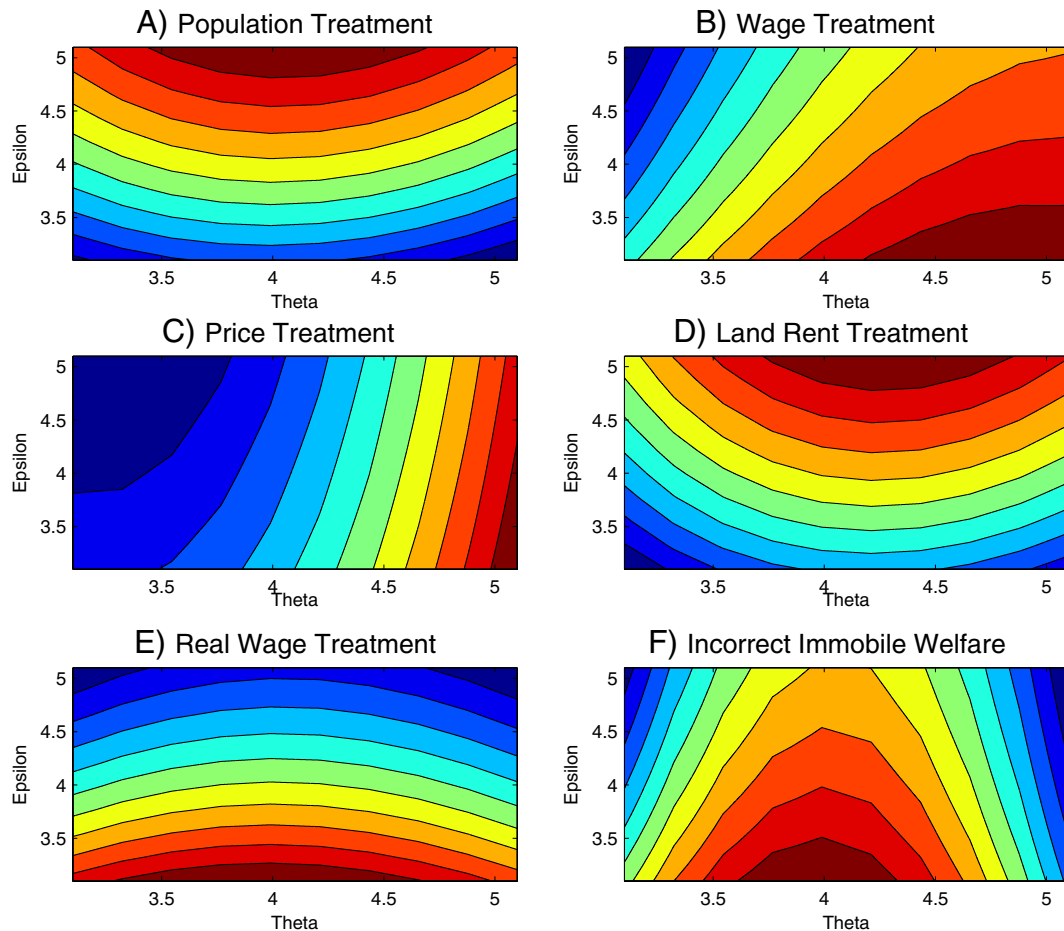 A) Population Treatment
5
4.5
4
3.5
Epsilon
3.5 4 4.5 5
Theta
B) Wage Treatment
5
4.5
4
3.5
Epsilon
3.5 4 4.5 5
Theta
C) Price Treatment
5
4.5
4
3.5
Epsilon
3.5 4 4.5 5
Theta
D) Land Rent Treatment
5
4.5
4
3.5
Epsilon
3.5 4 4.5 5
Theta
E) Real Wage Treatment
5
4.5
4
3.5
Epsilon
3.5 4 4.5 5
Theta
F) Incorrect Immobile Welfare
5
4.5
4
3.5
Epsilon
3.5 4 4.5 5
Theta